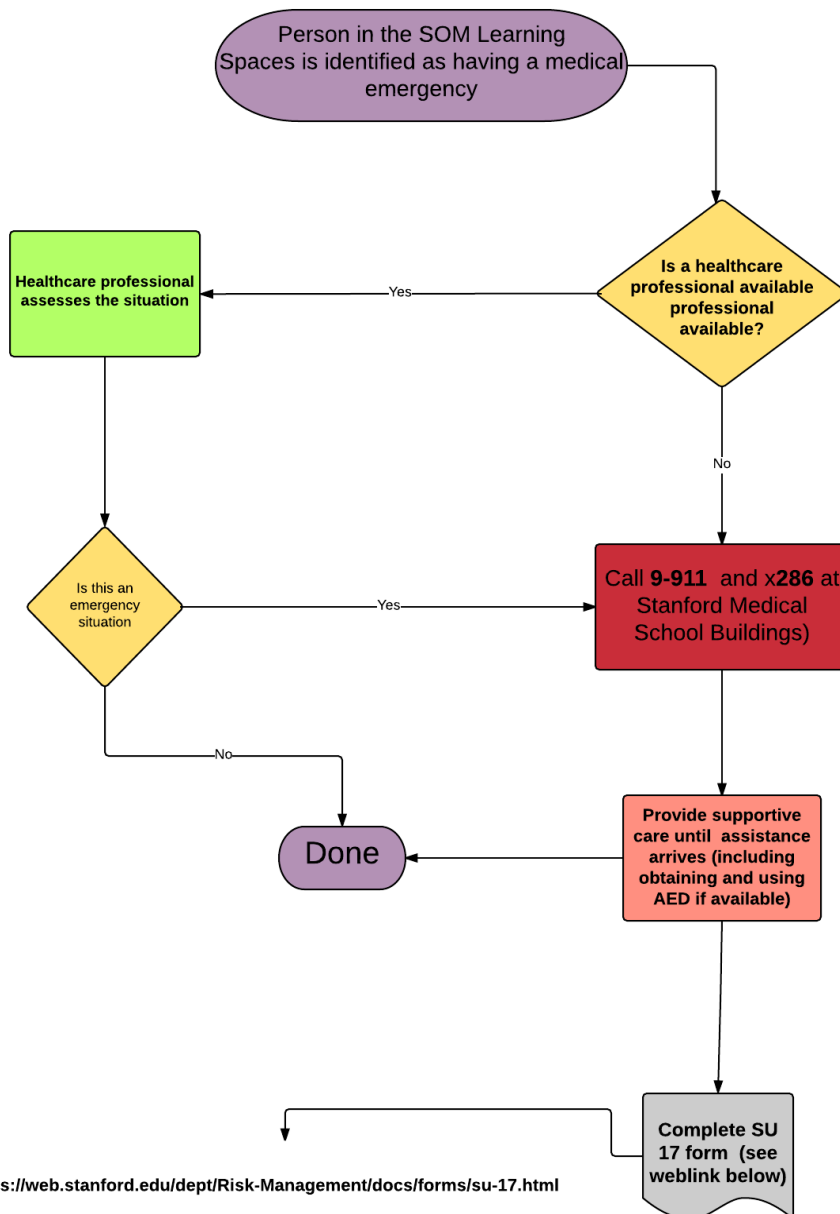 Person in the SOM Learning
Spaces is identified as having a medical
emergency
Is a healthcare
professional available
professional
available?
Yes
Healthcare professional
assesses the situation
No
Is this an
emergency
situation
Yes
Call 9-911 and x286 at
Stanford Medical
School Buildings)
No
Done
Provide supportive
care until assistance
arrives (including
obtaining and using
AED if available)
Complete SU
17 form (see
weblink below)
s://web.stanford.edu/dept/Risk-Management/docs/forms/su-17.html